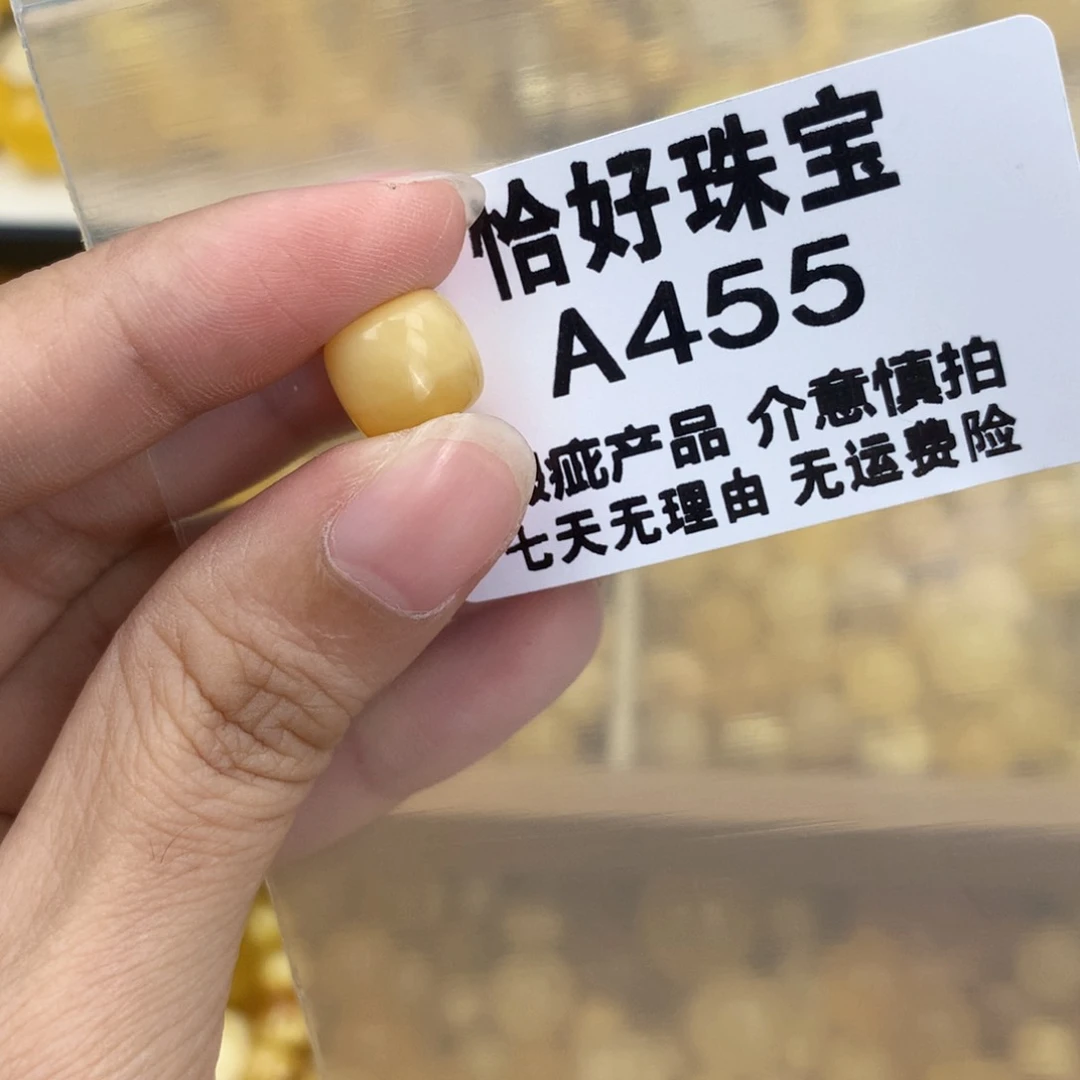 恰好珠宝
A455
瑕疵产品 介意慎拍
七天无理由 无运费险